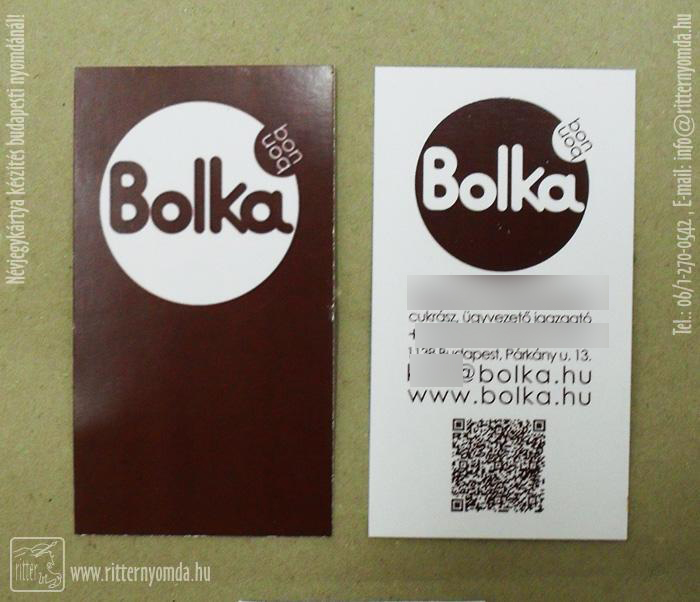 Névjegykártya készítés budapesti nyomdánál!
Bolka
bon
bon
Bolka
bon
bon
cukrász, ügyvezető igazgató
1138 Budapest, Párkány u. 13.
@bolka.hu
www.bolka.hu
Tel.: 06/1-270-0542 E-mail: info@ritternyomda.hu
ritter
www.ritternyomda.hu